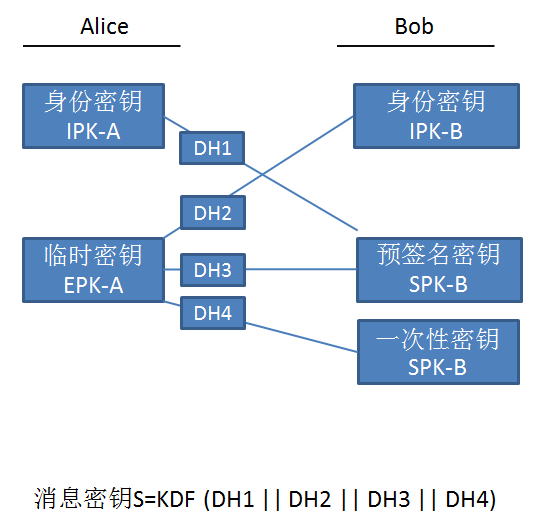 Alice
Bob
身份密钥
IPK-A
身份密钥
IPK-B
DH1
DH2
临时密钥
EPK-A
DH3
预签名密钥
SPK-B
DH4
一次性密钥
SPK-B
消息密钥S=KDF (DH1 || DH2 || DH3 || DH4)